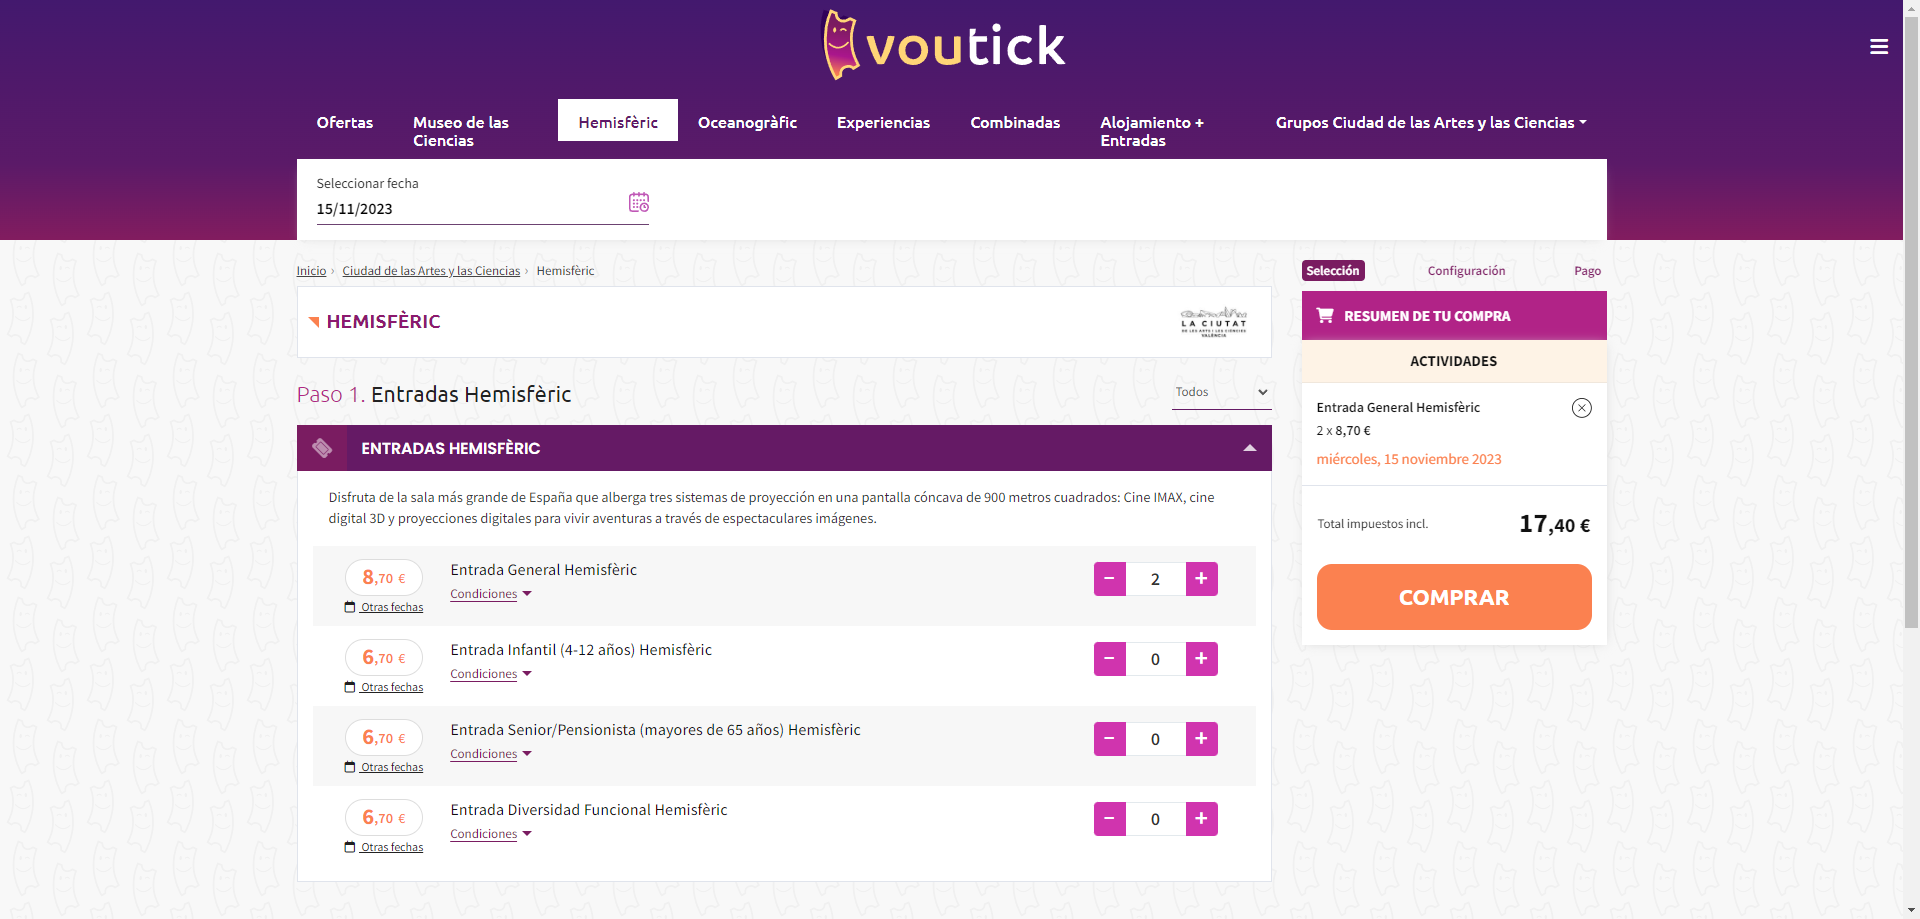 voutick
Ofertas
Museo de las
Ciencias
Hemisfèric
Oceanogràfic
Experiencias
Combinadas
Alojamiento +
Entradas
Grupos Ciudad de las Artes y las Ciencias
Seleccionar fecha
15/11/2023
Inicio › Ciudad de las Artes y las Ciencias › Hemisfèric
HEMISFÈRIC
LA CIUTAT
DE LES ARTS I LES CIÈNCIES
VALÈNCIA
Paso 1. Entradas Hemisfèric
Todos
ENTRADAS HEMISFÈRIC
Disfruta de la sala más grande de España que alberga tres sistemas de proyección en una pantalla cóncava de 900 metros cuadrados: Cine IMAX, cine
digital 3D y proyecciones digitales para vivir aventuras a través de espectaculares imágenes.
8,70 €
Otras fechas
Entrada General Hemisfèric
Condiciones
− 2 +
6,70 €
Otras fechas
Entrada Infantil (4-12 años) Hemisfèric
Condiciones
− 0 +
6,70 €
Otras fechas
Entrada Senior/Pensionista (mayores de 65 años) Hemisfèric
Condiciones
− 0 +
6,70 €
Otras fechas
Entrada Diversidad Funcional Hemisfèric
Condiciones
− 0 +
Selección
Configuración
Pago
RESUMEN DE TU COMPRA
ACTIVIDADES
Entrada General Hemisfèric
2 x 8,70 €
miércoles, 15 noviembre 2023
Total impuestos incl.
17,40 €
COMPRAR